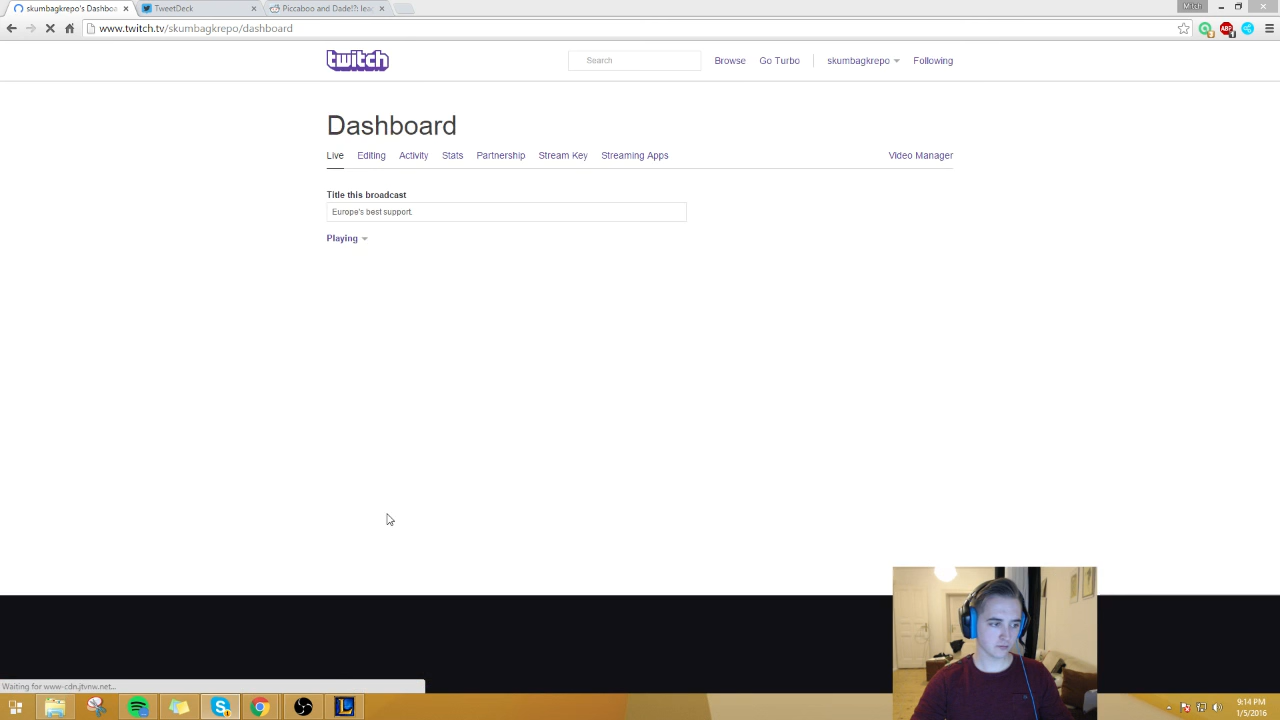 skumbagkrepo's Dashboa
TweetDeck
Piccaboo and Dade!?: lea
Mitch
www.twitch.tv/skumbagkrepo/dashboard
twitch
Search
Browse
Go Turbo
skumbagkrepo
Following
Dashboard
Live
Editing
Activity
Stats
Partnership
Stream Key
Streaming Apps
Video Manager
Title this broadcast
Europe's best support.
Playing
Waiting for www-cdn.jtvnw.net...
9:14 PM
1/5/2016